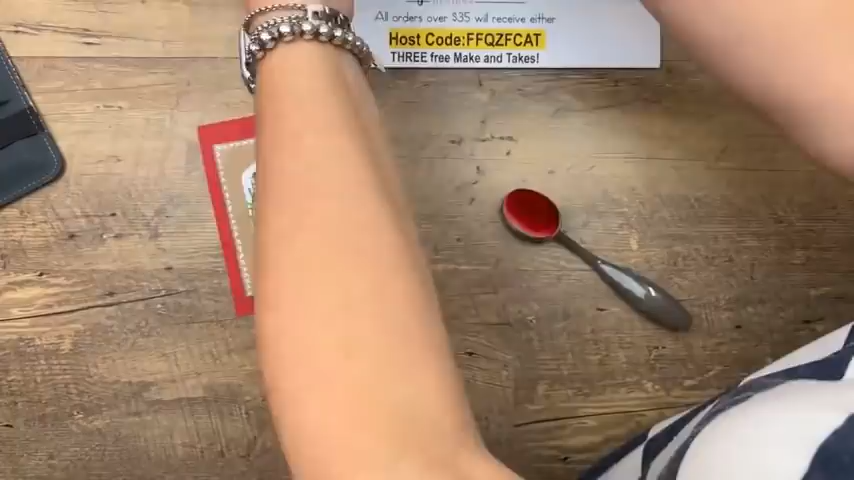 All orders over $35 will receive either
Host Code:FFQZFCAT
THREE free Make and Takes!